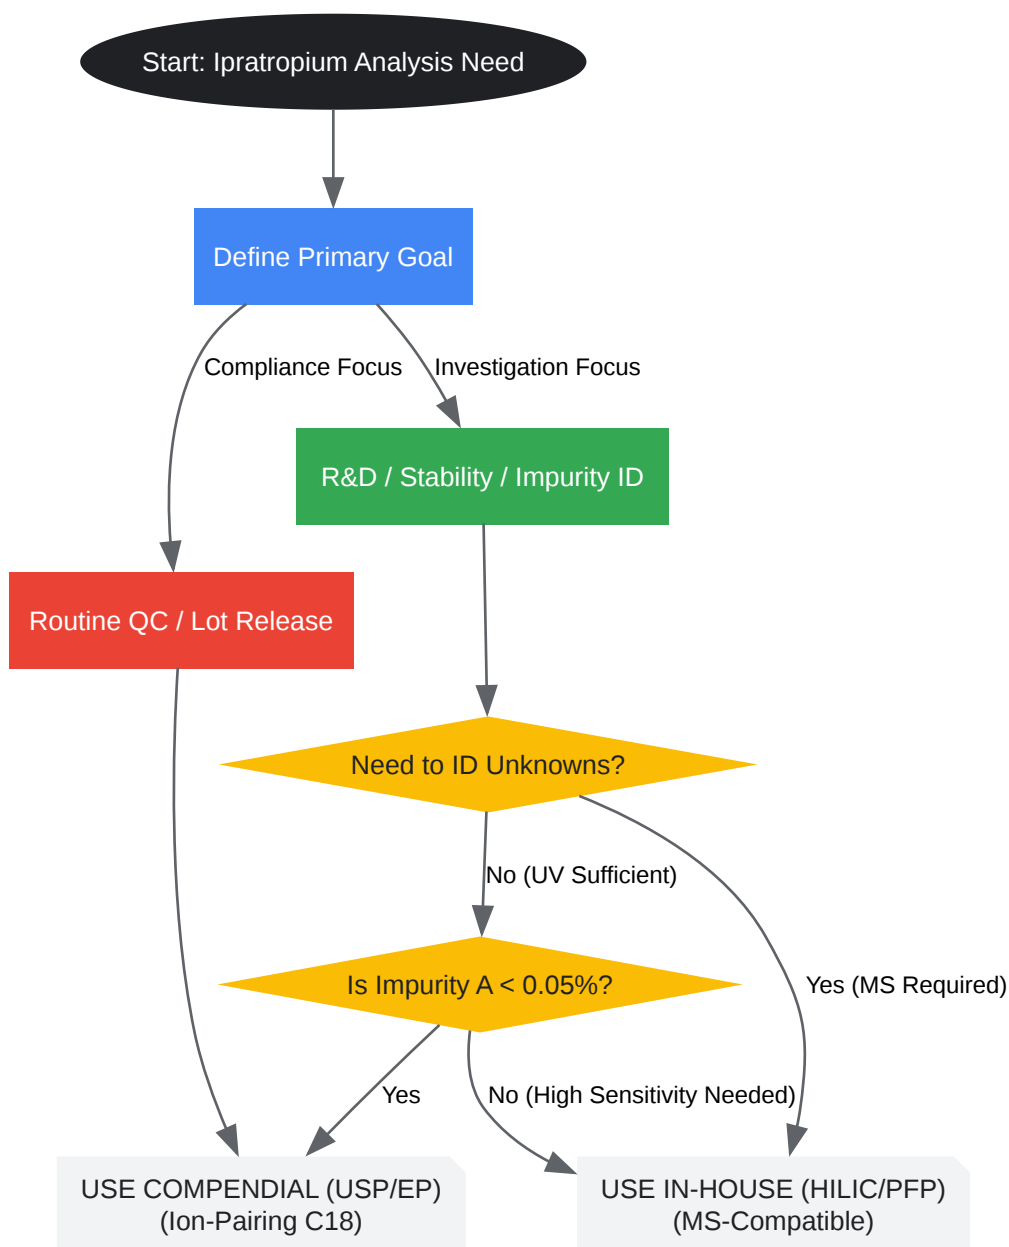 Start: Ipratropium Analysis Need
Define Primary Goal
Compliance Focus
Investigation Focus
R&D / Stability / Impurity ID
Routine QC / Lot Release
Need to ID Unknowns?
No (UV Sufficient)
Is Impurity A < 0.05%?
Yes (MS Required)
Yes
No (High Sensitivity Needed)
USE COMPENDIAL (USP/EP)
(Ion-Pairing C18)
USE IN-HOUSE (HILIC/PFP)
(MS-Compatible)